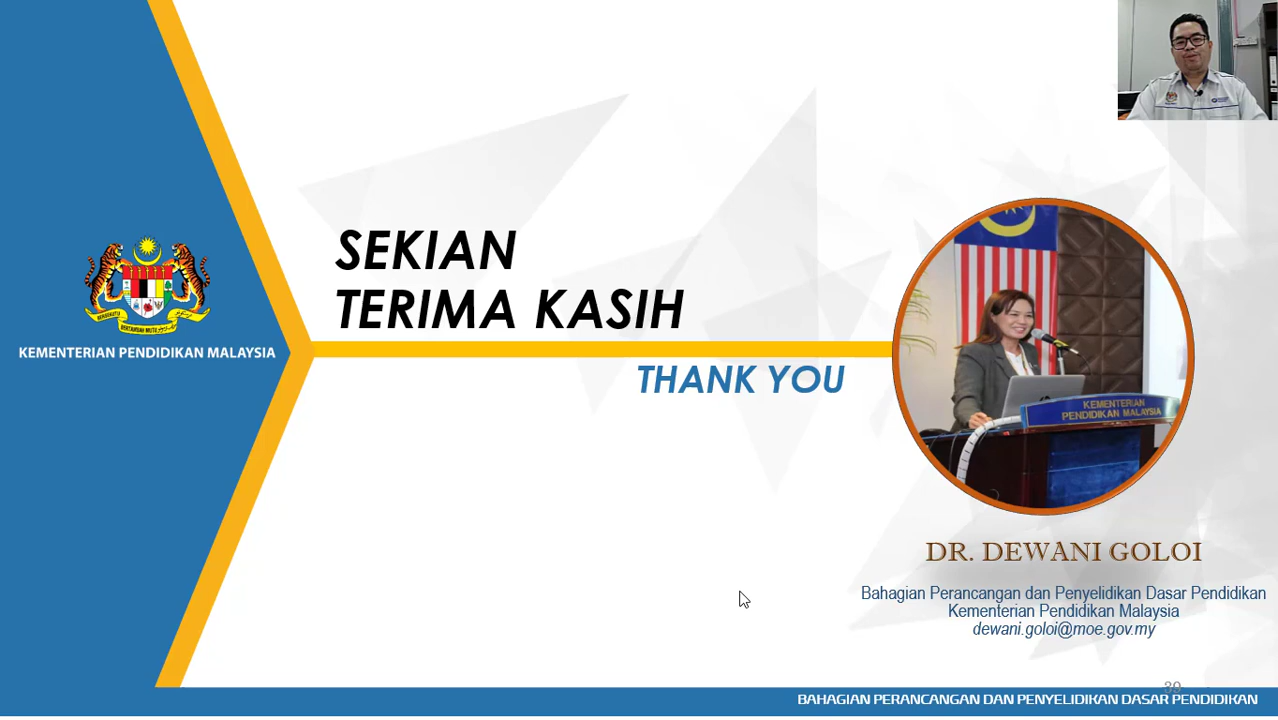 SEKIAN
TERIMA KASIH
THANK YOU
KEMENTERIAN PENDIDIKAN MALAYSIA
KEMENTERIAN
PENDIDIKAN MALAYSIA
DR. DEWANI GOLOI
Bahagian Perancangan dan Penyelidikan Dasar Pendidikan
Kementerian Pendidikan Malaysia
dewani.goloi@moe.gov.my
39
BAHAGIAN PERANCANGAN DAN PENYELIDIKAN DASAR PENDIDIKAN